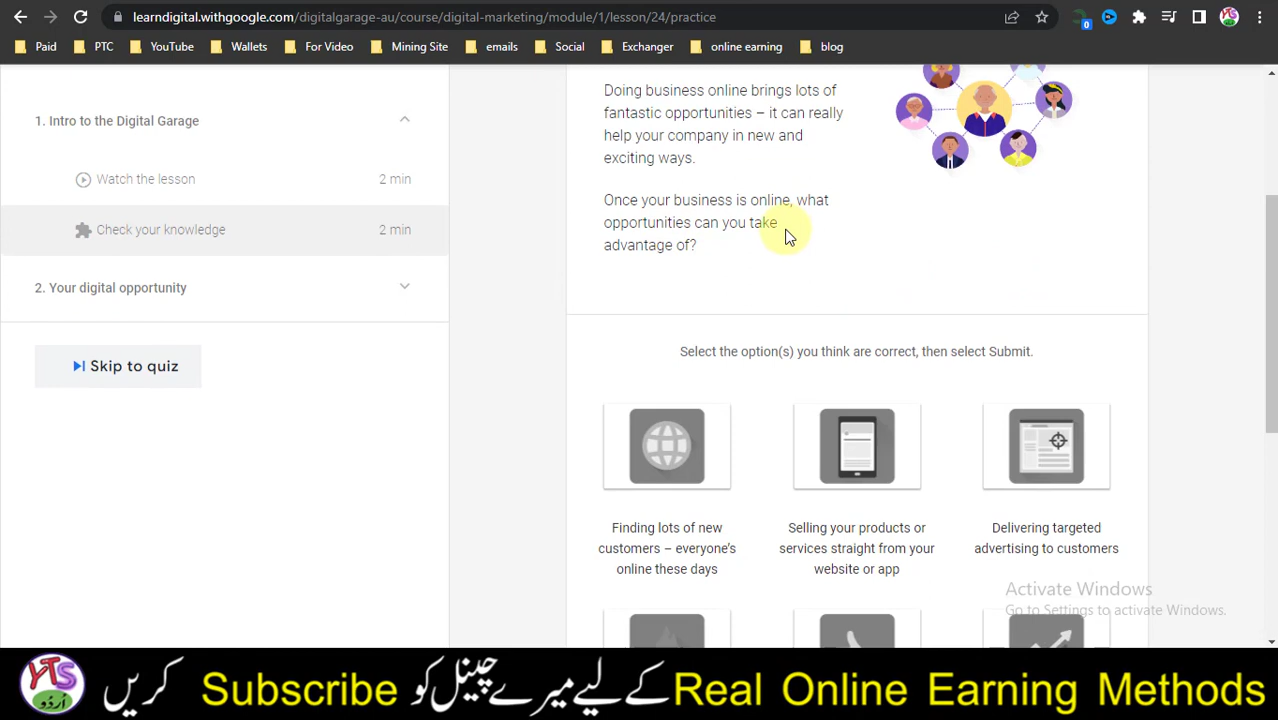 learndigital.withgoogle.com/digitalgarage-au/course/digital-marketing/module/1/lesson/24/practice
0
Paid
PTC
YouTube
Wallets
For Video
Mining Site
emails
Social
Exchanger
online earning
blog
1. Intro to the Digital Garage
Watch the lesson
2 min
Check your knowledge
2 min
2. Your digital opportunity
Skip to quiz
Doing business online brings lots of
fantastic opportunities – it can really
help your company in new and
exciting ways.
Once your business is online, what
opportunities can you take
advantage of?
Select the option(s) you think are correct, then select Submit.
Finding lots of new
customers – everyone's
online these days
Selling your products or
services straight from your
website or app
Delivering targeted
advertising to customers
Activate Windows
Go to Settings to activate Windows.
YTS
اردو
Real Online Earning Methods کے لیے میرے چینل کو Subscribe کریں